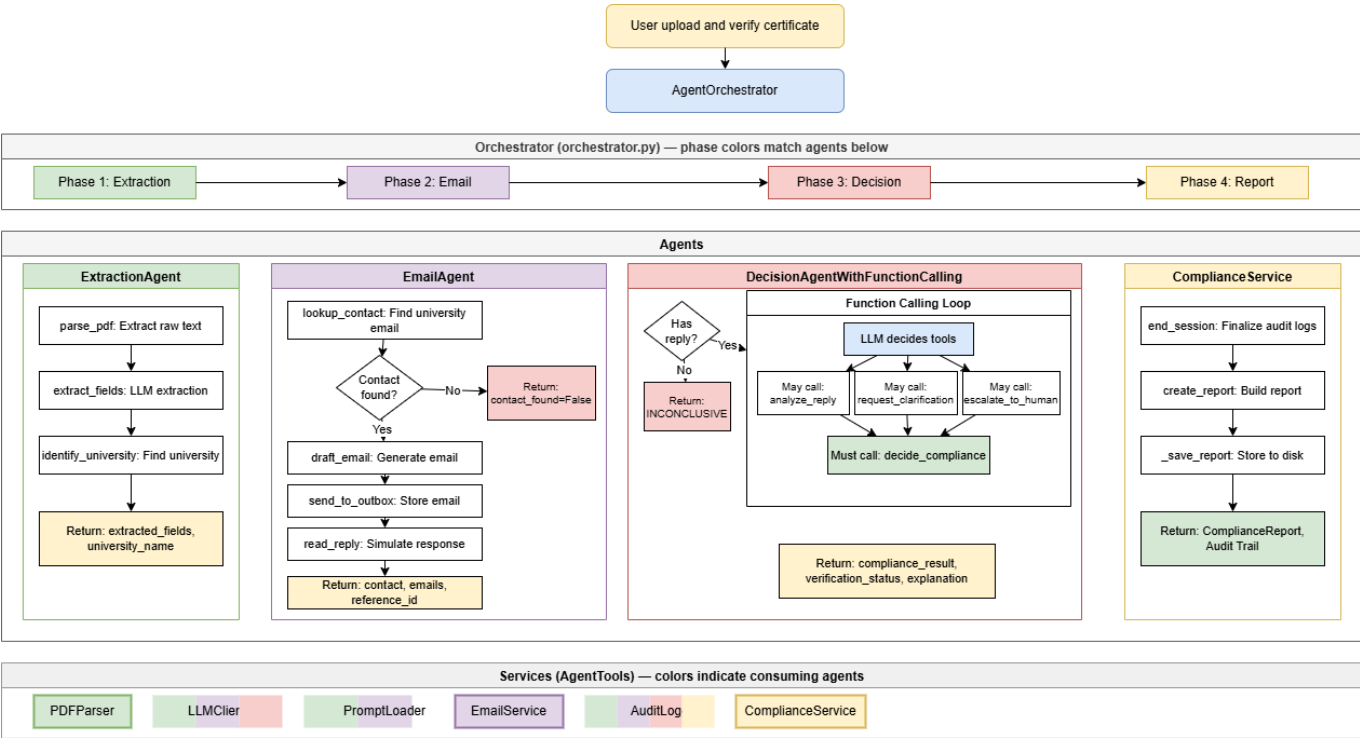 User upload and verify certificate
AgentOrchestrator
Orchestrator (orchestrator.py) — phase colors match agents below
Phase 1: Extraction
Phase 2: Email
Phase 3: Decision
Phase 4: Report
Agents
ExtractionAgent
parse_pdf: Extract raw text
extract_fields: LLM extraction
identify_university: Find university
Return: extracted_fields,
university_name
EmailAgent
lookup_contact: Find university
email
Contact
found?
No
Return:
contact_found=False
Yes
draft_email: Generate email
send_to_outbox: Store email
read_reply: Simulate response
Return: contact, emails,
reference_id
DecisionAgentWithFunctionCalling
Has
reply?
Yes
No
Return:
INCONCLUSIVE
Function Calling Loop
LLM decides tools
May call:
analyze_reply
May call:
request_clarification
May call:
escalate_to_human
Must call: decide_compliance
Return: compliance_result,
verification_status, explanation
ComplianceService
end_session: Finalize audit logs
create_report: Build report
_save_report: Store to disk
Return: ComplianceReport,
Audit Trail
Services (AgentTools) — colors indicate consuming agents
PDFParser
LLMClier
PromptLoader
EmailService
AuditLog
ComplianceService